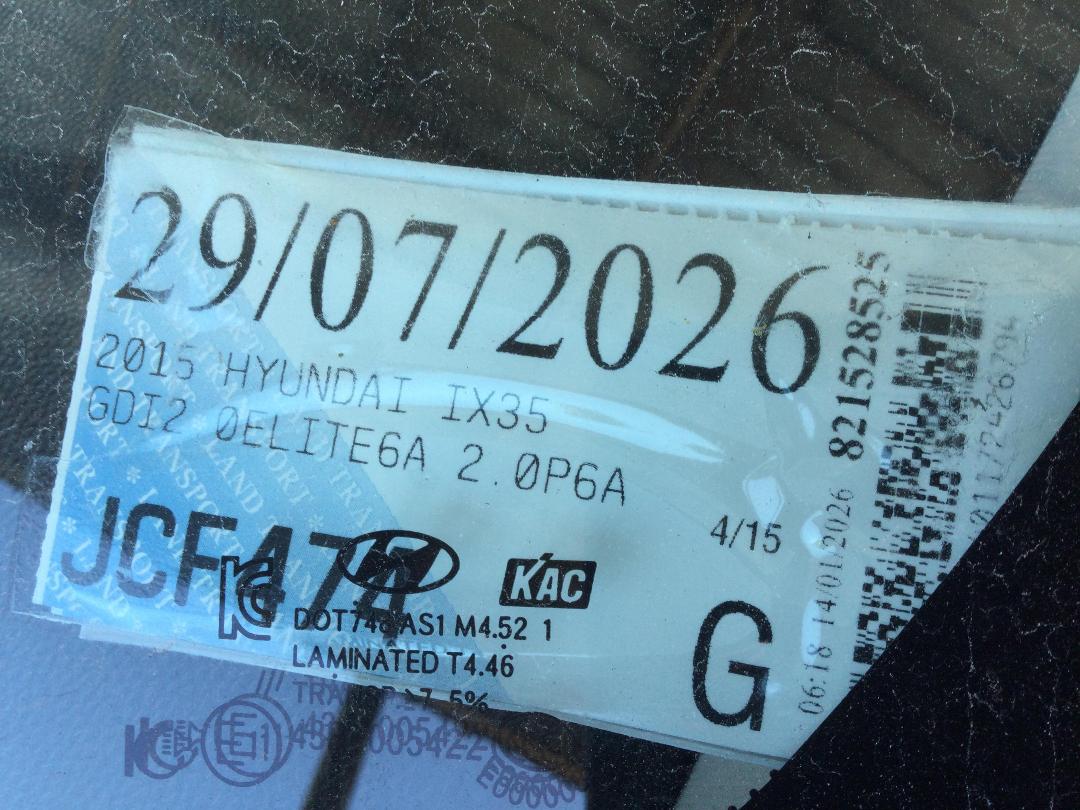 29/07/2026
2015 HYUNDAI IX35
GDI2 0ELITE6A 2.0P6A
4/15
JCF474
KAC
DOT748 AS1 M4.52 1
LAMINATED T4.46
G
8215288525
06:18 14/01/2026